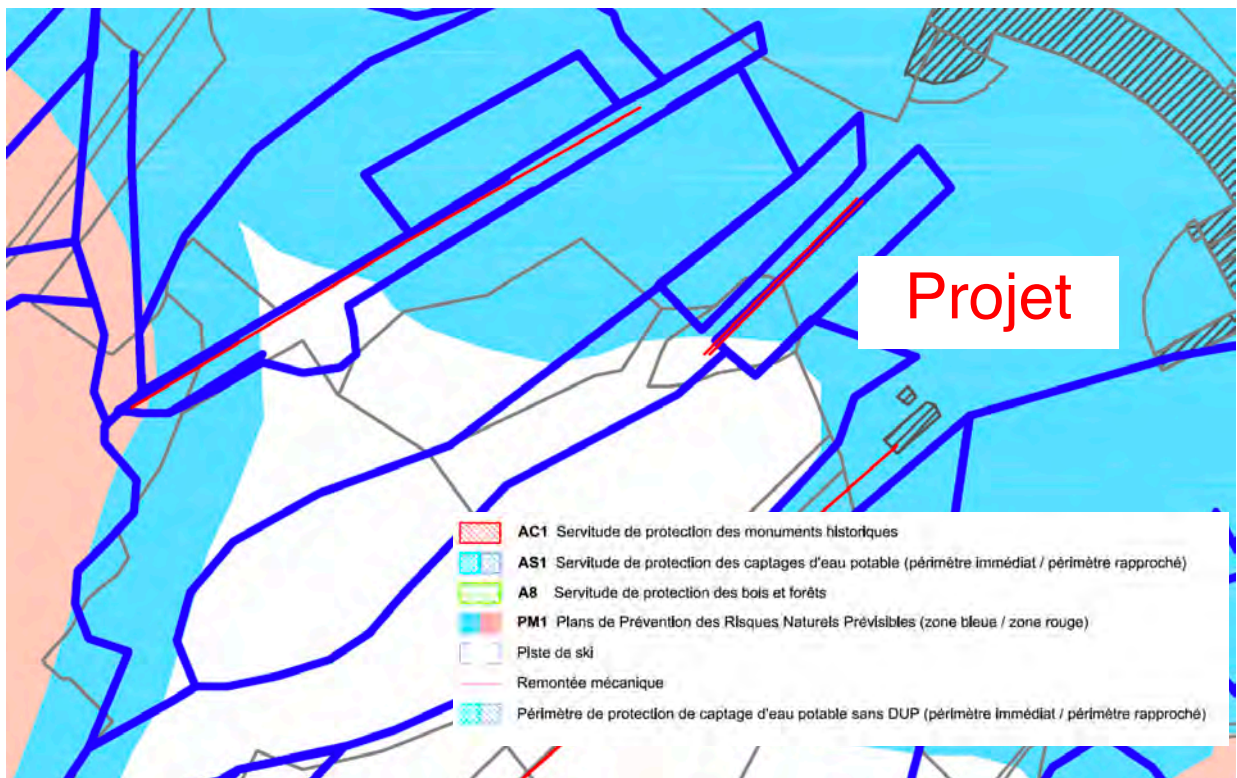 Projet
AC1 Servitude de protection des monuments historiques
AS1 Servitude de protection des captages d'eau potable (périmètre immédiat / périmètre rapproché)
A8 Servitude de protection des bois et forêts
PM1 Plans de Prévention des Risques Naturels Prévisibles (zone bleue / zone rouge)
Piste de ski
Remontée mécanique
Périmètre de protection de captage d'eau potable sans DUP (périmètre immédiat / périmètre rapproché)